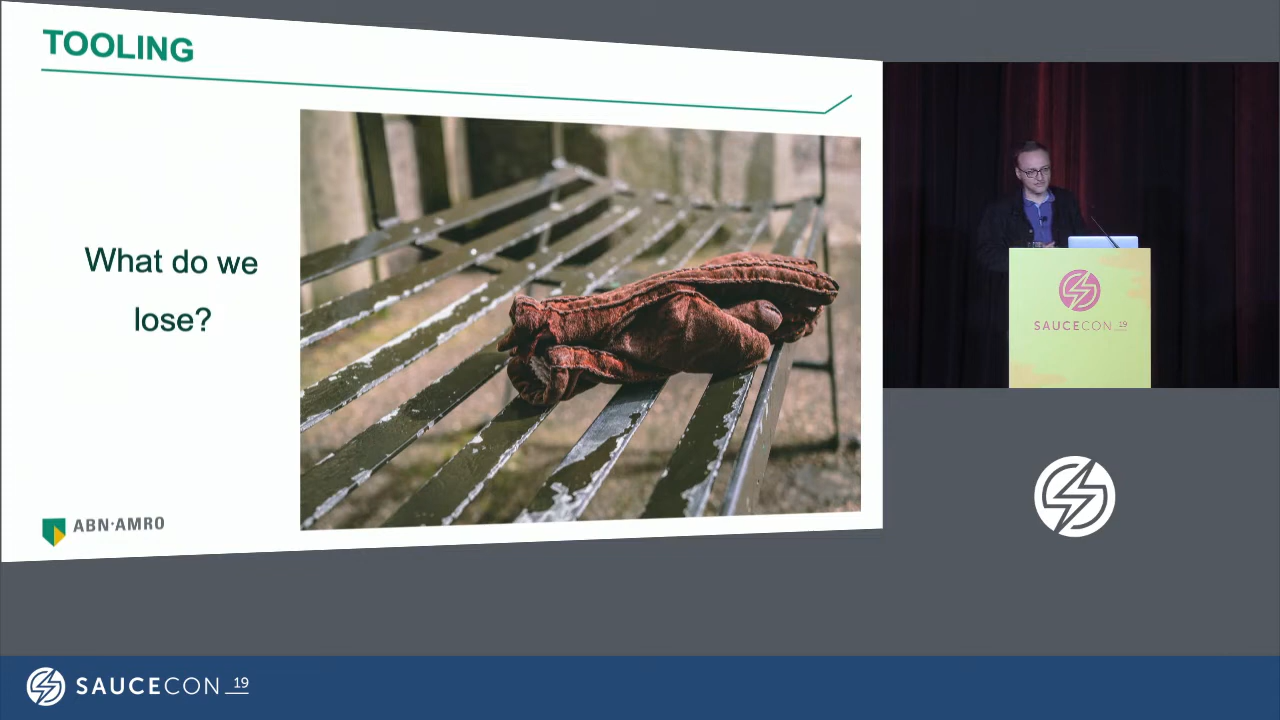 TOOLING
What do we
lose?
ABN·AMRO
SAUCECON 19
SAUCECON 19